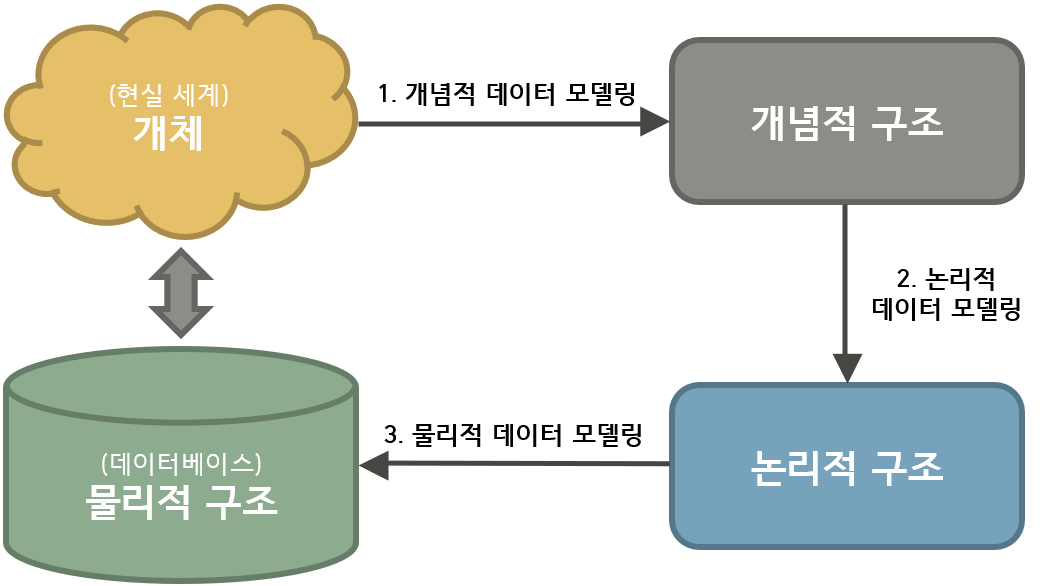 (현실 세계)
개체
1. 개념적 데이터 모델링
개념적 구조
2. 논리적
데이터 모델링
논리적 구조
3. 물리적 데이터 모델링
(데이터베이스)
물리적 구조